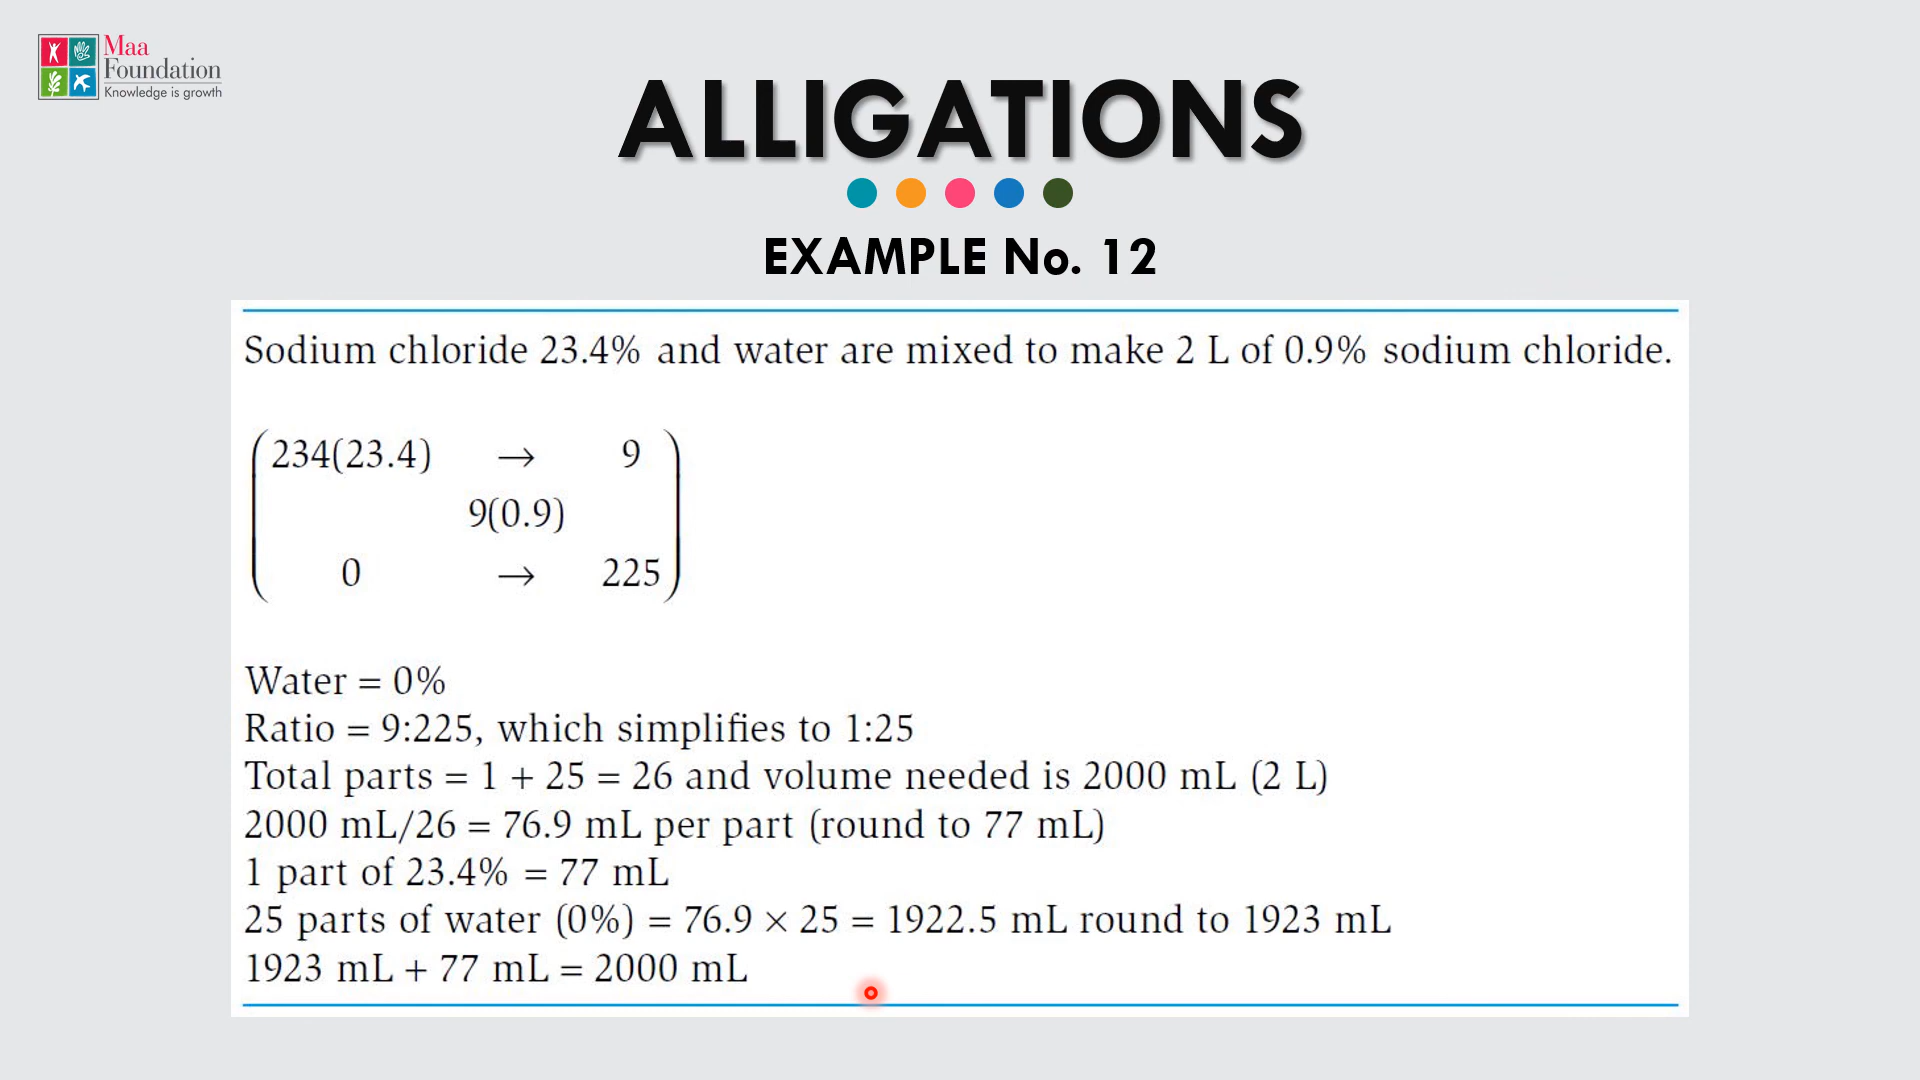 Maa
Foundation
Knowledge is growth
ALLIGATIONS
EXAMPLE No. 12
Sodium chloride 23.4% and water are mixed to make 2 L of 0.9% sodium chloride.
234(23.4) → 9
9(0.9)
0 → 225
Water = 0%
Ratio = 9:225, which simplifies to 1:25
Total parts = 1 + 25 = 26 and volume needed is 2000 mL (2 L)
2000 mL/26 = 76.9 mL per part (round to 77 mL)
1 part of 23.4% = 77 mL
25 parts of water (0%) = 76.9 × 25 = 1922.5 mL round to 1923 mL
1923 mL + 77 mL = 2000 mL